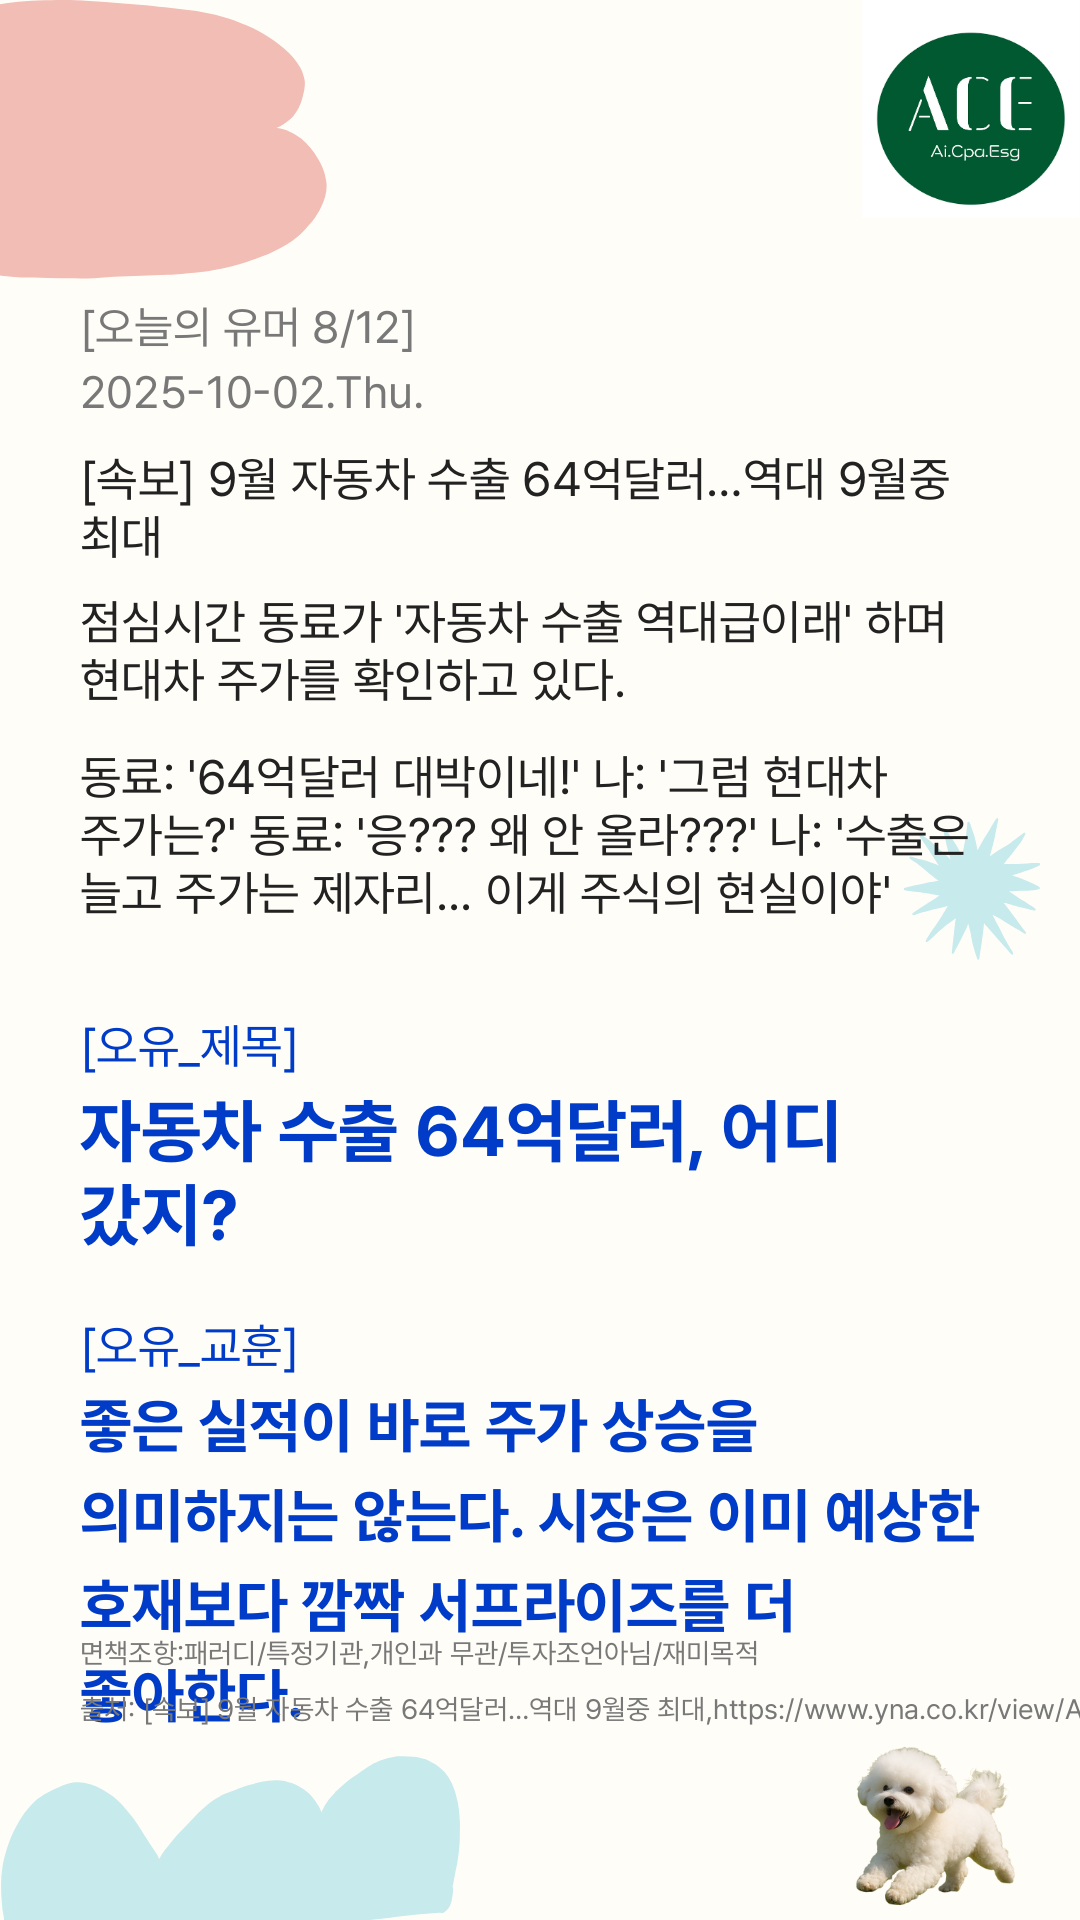 ACE
Ai.Cpa.Esg
[오늘의 유머 8/12]
2025-10-02.Thu.
[속보] 9월 자동차 수출 64억달러…역대 9월중
최대
점심시간 동료가 '자동차 수출 역대급이래' 하며
현대차 주가를 확인하고 있다.
동료: '64억달러 대박이네!' 나: '그럼 현대차
주가는?' 동료: '응??? 왜 안 올라???' 나: '수출은
늘고 주가는 제자리... 이게 주식의 현실이야'
[오유_제목]
자동차 수출 64억달러, 어디
갔지?
[오유_교훈]
좋은 실적이 바로 주가 상승을
의미하지는 않는다. 시장은 이미 예상한
호재보다 깜짝 서프라이즈를 더
면책조항:패러디/특정기관,개인과 무관/투자조언아님/재미목적
좋아한다.
출처: [속보] 9월 자동차 수출 64억달러…역대 9월중 최대,https://www.yna.co.kr/view/A